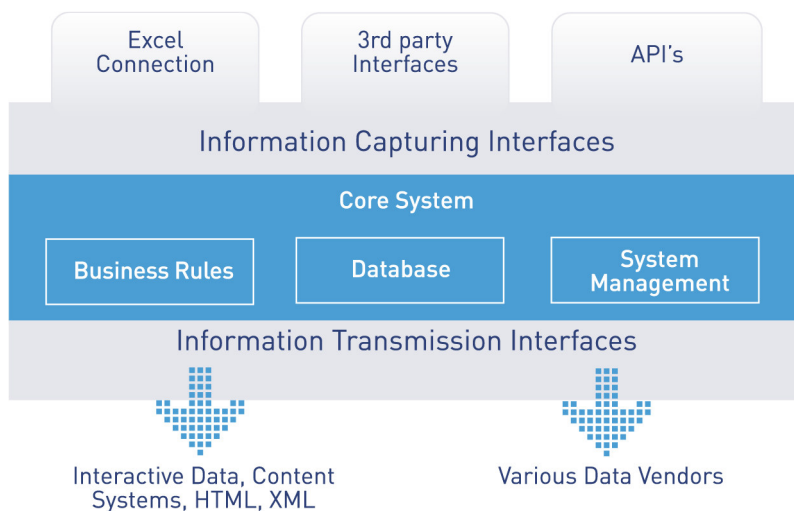 Excel
Connection
3rd party
Interfaces
API's
Information Capturing Interfaces
Core System
Business Rules
Database
System
Management
Information Transmission Interfaces
Interactive Data, Content
Systems, HTML, XML
Various Data Vendors